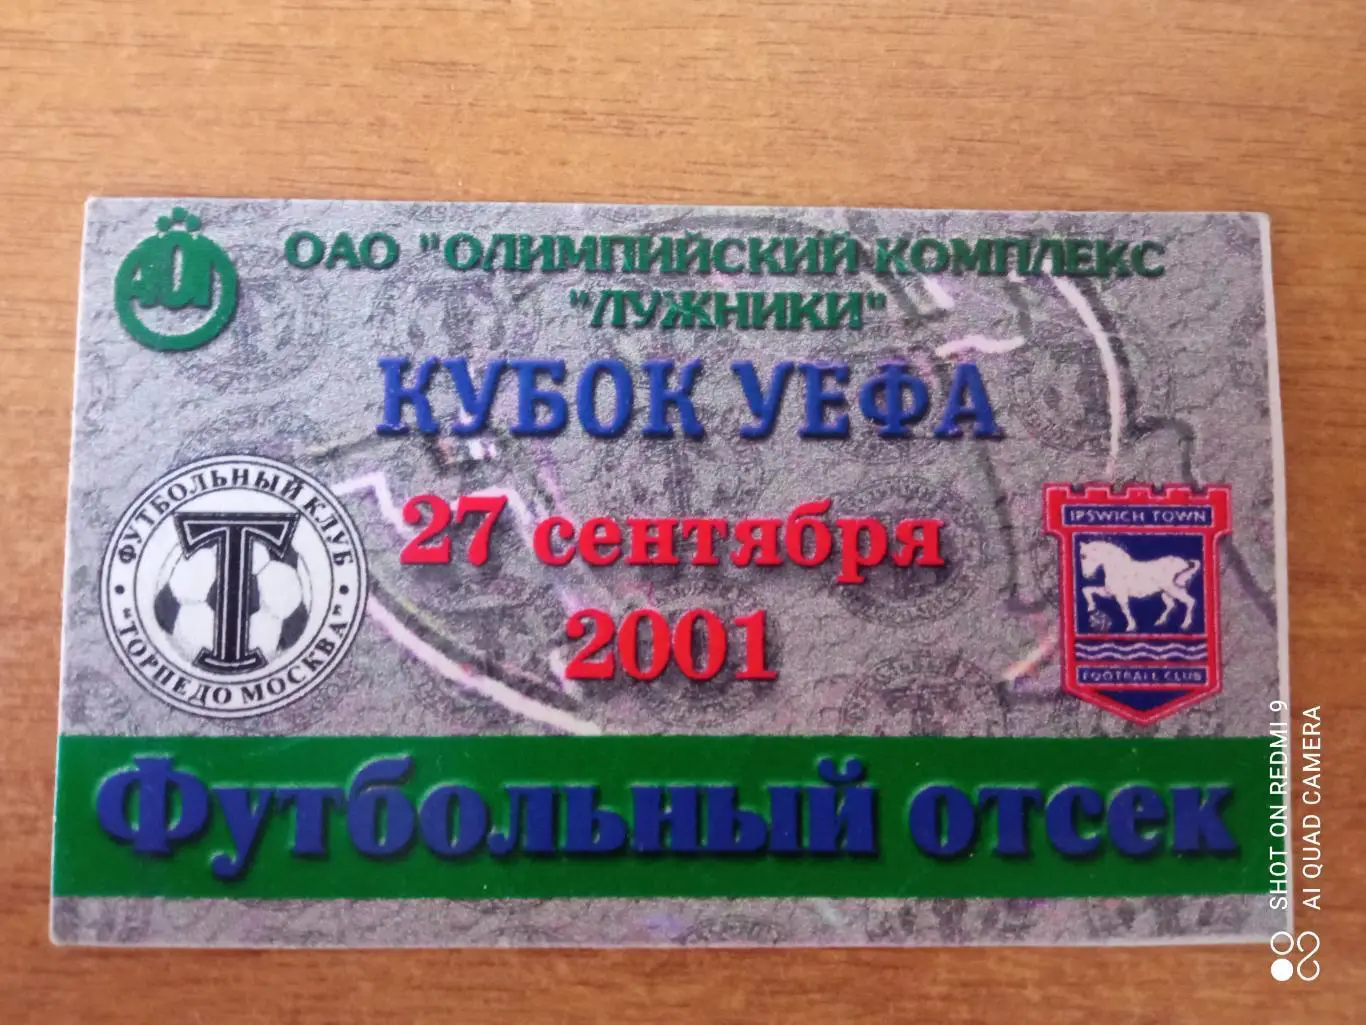 ОАО "ОЛИМПИЙСКИЙ КОМПЛЕКС
"ЛУЖНИКИ"
КУБОК УЕФА
ФУТБОЛЬНЫЙ КЛУБ
Т
"ТОРПЕДО МОСКВА"
27 сентября
2001
IPSWICH TOWN
FOOTBALL CLUB
Футбольный отсек
SHOT ON REDMI 9
AI QUAD CAMERA